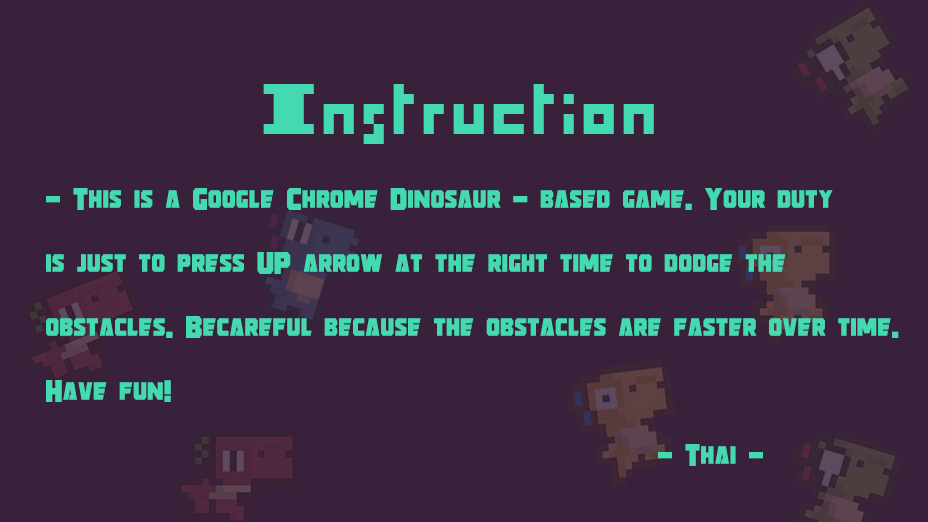 Instruction
- This is a Google Chrome Dinosaur - based game. Your duty
is just to press UP arrow at the right time to dodge the
obstacles. Becareful because the obstacles are faster over time.
Have fun!
- Thai -